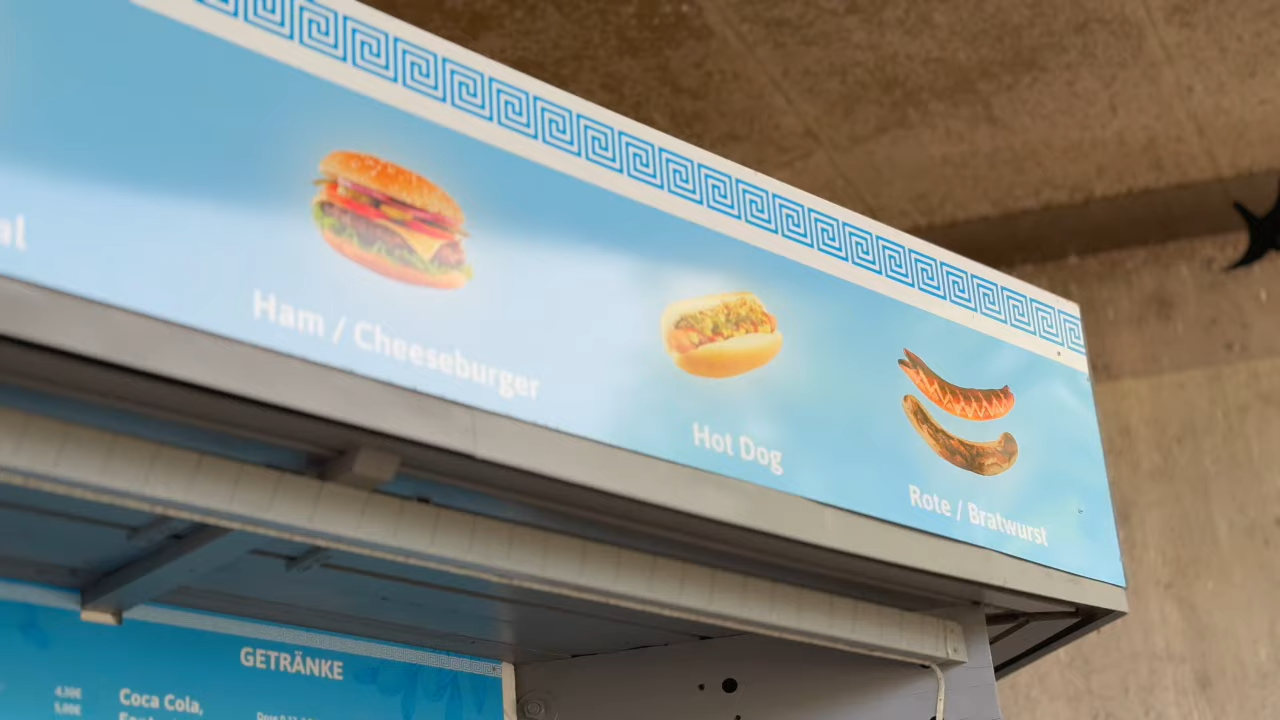 Ham / Cheeseburger
Hot Dog
Rote / Bratwurst
GETRÄNKE
Coca Cola,